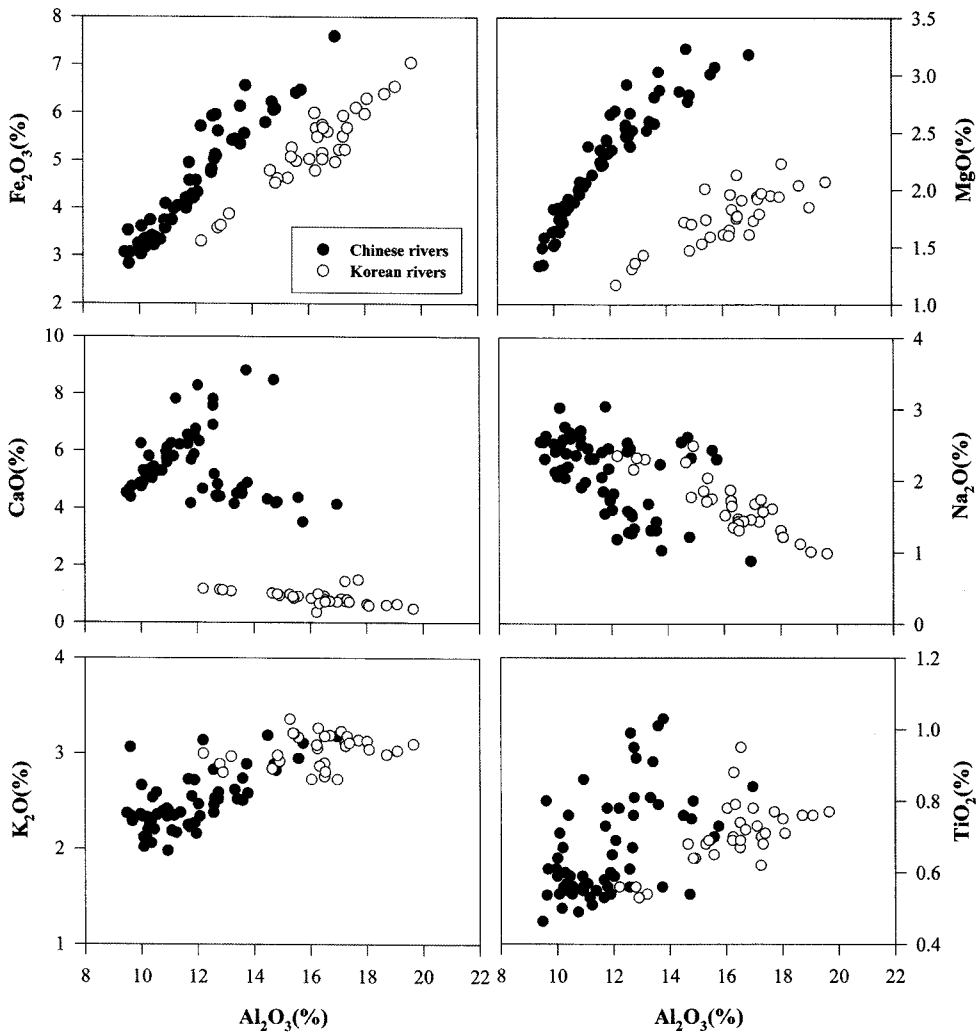 8
7
6
5
4
3
2
Fe2O3(%)
Chinese rivers
Korean rivers
3.5
3.0
2.5
2.0
1.5
1.0
MgO(%)
10
8
6
4
2
0
CaO(%)
4
3
2
1
0
Na2O(%)
4
3
2
1
K2O(%)
1.2
1.0
0.8
0.6
0.4
TiO2(%)
8 10 12 14 16 18 20 22
8 10 12 14 16 18 20 22
Al2O3(%)
Al2O3(%)